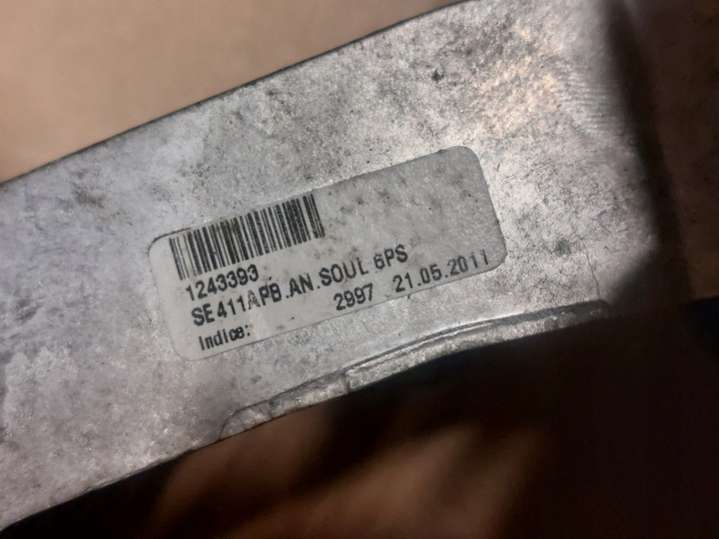 1243393
SE411APB.AN.SOUL 6PS
Indice: 2997 21.05.2011